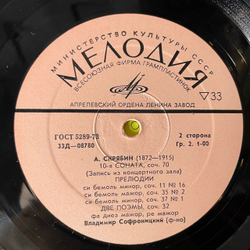 МИНИСТЕРСТВО КУЛЬТУРЫ СССР
МЕЛОДИЯ
ВСЕСОЮЗНАЯ ФИРМА ГРАМПЛАСТИНОК
▽33
АПРЕЛЕВСКИЙ ОРДЕНА ЛЕНИНА ЗАВОД
ГОСТ 5289-73
33Д—08780
2 сторона
Гр. 2. 1-00
А. СКРЯБИН (1872—1915)
10-я СОНАТА, соч. 70
(Запись из концертного зала)
ПРЕЛЮДИИ
си бемоль минор, соч. 11 № 16
си бемоль минор, соч. 37 № 1
си бемоль мажор, соч. 35 № 2
ДВЕ ПОЭМЫ, соч. 32
фа диез мажор, ре мажор
Владимир Софроницкий (ф-но)